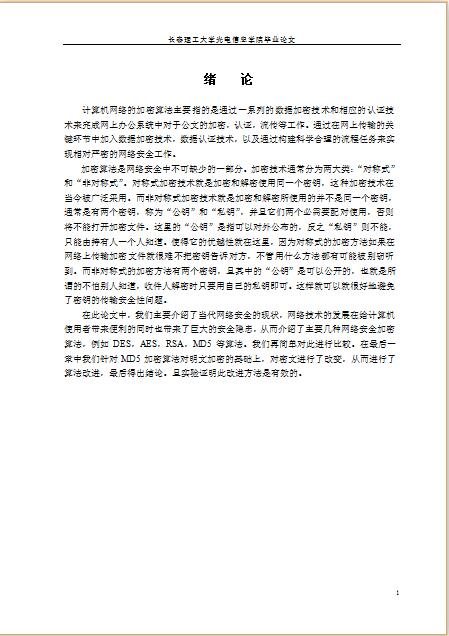 长春理工大学光电信息学院毕业论文
绪 论
计算机网络的加密算法主要指的是通过一系列的数据加密技术和相应的认证技
术来完成网上办公系统中对于公文的加密，认证，流传等工作。通过在网上传输的关
键环节中加入数据加密技术，数据认证技术，以及通过构建科学合理的流程任务来实
现相对严密的网络安全工作。
加密算法是网络安全中不可缺少的一部分。加密技术通常分为两大类：“对称式”
和“非对称式”。对称式加密技术就是加密和解密使用同一个密钥，这种加密技术在
当今被广泛采用。而非对称式加密技术就是加密和解密所使用的并不是同一个密钥，
通常是有两个密钥，称为“公钥”和“私钥”，并且它们两个必需要配对使用，否则
将不能打开加密文件。这里的“公钥”是指可以对外公布的，反之“私钥”则不能，
只能由持有人一个人知道。使得它的优越性就在这里，因为对称式的加密方法如果在
网络上传输加密文件就很难不把密钥告诉对方，不管用什么方法都有可能被别窃听
到。而非对称式的加密方法有两个密钥，且其中的“公钥”是可以公开的，也就是所
谓的不怕别人知道，收件人解密时只要用自己的私钥即可。这样就可以就很好地避免
了密钥的传输安全性问题。
在此论文中，我们主要介绍了当代网络安全的现状，网络技术的发展在给计算机
使用者带来便利的同时也带来了巨大的安全隐患，从而介绍了主要几种网络安全加密
算法，例如 DES，AES，RSA，MD5 等算法。我们再简单对此进行比较。在最后一
章中我们针对 MD5 加密算法对明文加密的基础上，对密文进行了改变，从而进行了
算法改进，最后得出结论。且实验证明此改进方法是有效的。
1